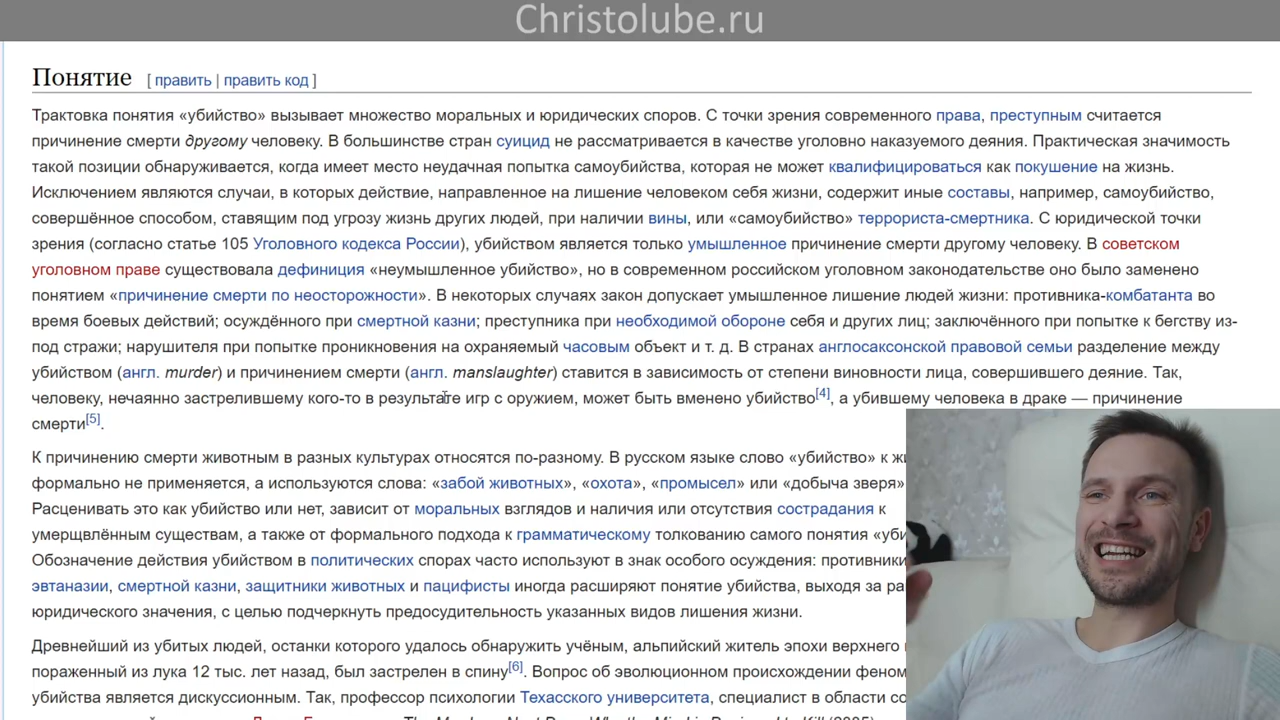 Christolube.ru
Понятие [ править | править код ]
Трактовка понятия «убийство» вызывает множество моральных и юридических споров. С точки зрения современного права, преступным считается
причинение смерти другому человеку. В большинстве стран суицид не рассматривается в качестве уголовно наказуемого деяния. Практическая значимость
такой позиции обнаруживается, когда имеет место неудачная попытка самоубийства, которая не может квалифицироваться как покушение на жизнь.
Исключением являются случаи, в которых действие, направленное на лишение человеком себя жизни, содержит иные составы, например, самоубийство,
совершённое способом, ставящим под угрозу жизнь других людей, при наличии вины, или «самоубийство» террориста-смертника. С юридической точки
зрения (согласно статье 105 Уголовного кодекса России), убийством является только умышленное причинение смерти другому человеку. В советском
уголовном праве существовала дефиниция «неумышленное убийство», но в современном российском уголовном законодательстве оно было заменено
понятием «причинение смерти по неосторожности». В некоторых случаях закон допускает умышленное лишение людей жизни: противника-комбатанта во
время боевых действий; осуждённого при смертной казни; преступника при необходимой обороне себя и других лиц; заключённого при попытке к бегству из-
под стражи; нарушителя при попытке проникновения на охраняемый часовым объект и т. д. В странах англосаксонской правовой семьи разделение между
убийством (англ. murder) и причинением смерти (англ. manslaughter) ставится в зависимость от степени виновности лица, совершившего деяние. Так,
человеку, нечаянно застрелившему кого-то в результате игр с оружием, может быть вменено убийство[4], а убившему человека в драке — причинение
смерти[5].
К причинению смерти животным в разных культурах относятся по-разному. В русском языке слово «убийство» к
формально не применяется, а используются слова: «забой животных», «охота», «промысел» или «добыча зверя»
Расценивать это как убийство или нет, зависит от моральных взглядов и наличия или отсутствия сострадания к
умерщвлённым существам, а также от формального подхода к грамматическому толкованию самого понятия
Обозначение действия убийством в политических спорах часто используют в знак особого осуждения: противники
эвтаназии, смертной казни, защитники животных и пацифисты иногда расширяют понятие убийства, выходя за
юридического значения, с целью подчеркнуть предосудительность указанных видов лишения жизни.
Древнейший из убитых людей, останки которого удалось обнаружить учёным, альпийский житель эпохи верхнего
пораженный из лука 12 тыс. лет назад, был застрелен в спину[6]. Вопрос об эволюционном происхождении
убийства является дискуссионным. Так, профессор психологии Техасского университета, специалист в области